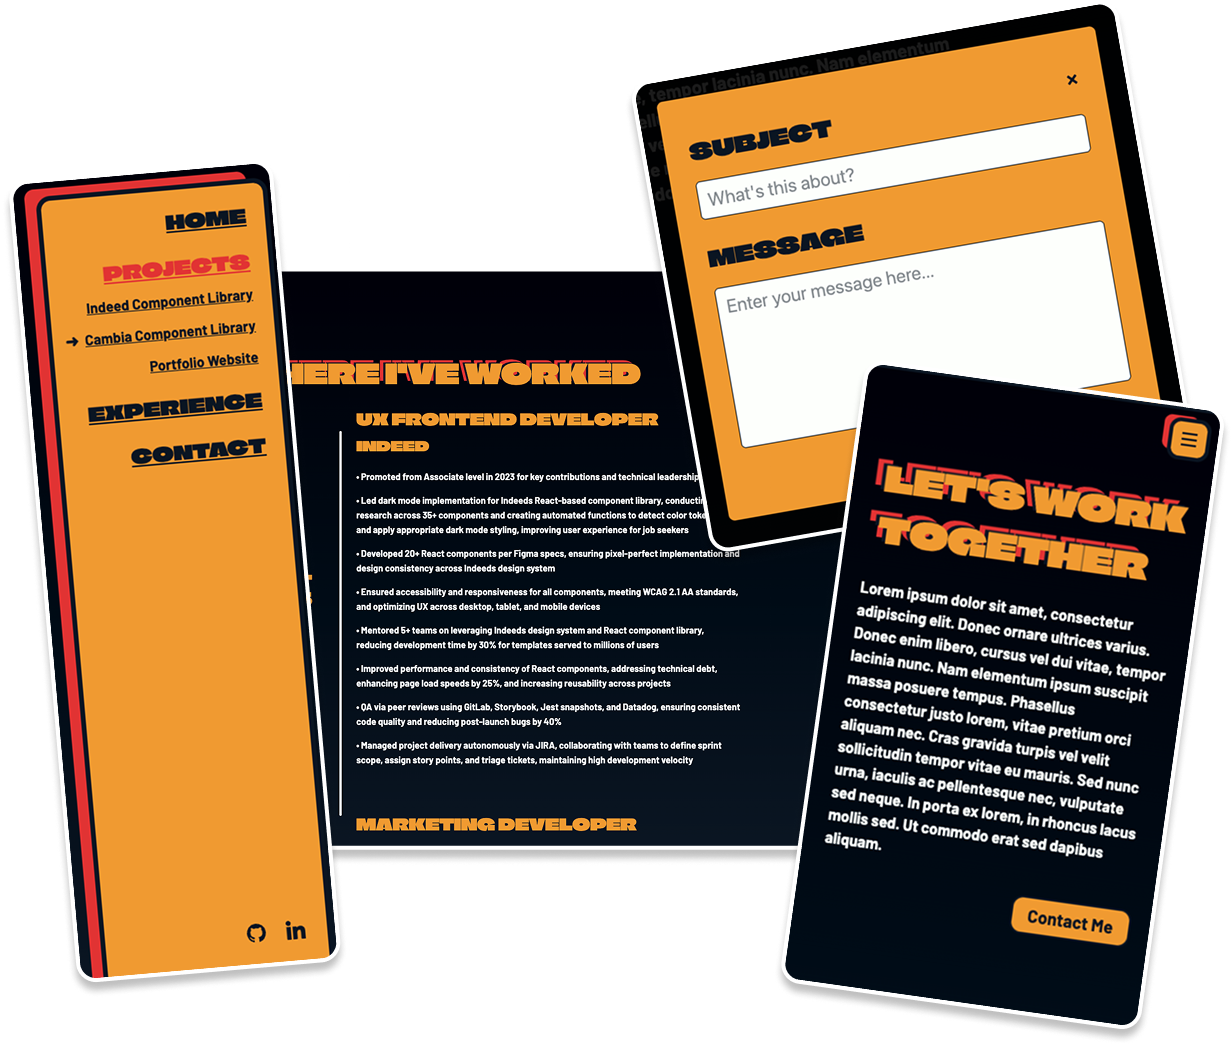 HOME
PROJECTS
Indeed Component Library
➔ Cambia Component Library
Portfolio Website
EXPERIENCE
CONTACT
in
HERE I'VE WORKED
UX FRONTEND DEVELOPER
INDEED
• Promoted from Associate level in 2023 for key contributions and technical leadership
• Led dark mode implementation for Indeeds React-based component library,
research across 35+ components and creating automated functions to detect color
and apply appropriate dark mode styling, improving user experience for job seekers
• Developed 20+ React components per Figma specs, ensuring pixel-perfect implementation and
design consistency across Indeeds design system
• Ensured accessibility and responsiveness for all components, meeting WCAG 2.1 AA standards,
and optimizing UX across desktop, tablet, and mobile devices
• Mentored 5+ teams on leveraging Indeeds design system and React component library,
reducing development time by 30% for templates served to millions of users
• Improved performance and consistency of React components, addressing technical debt,
enhancing page load speeds by 25%, and increasing reusability across projects
• QA via peer reviews using GitLab, Storybook, Jest snapshots, and Datadog, ensuring consistent
code quality and reducing post-launch bugs by 40%
• Managed project delivery autonomously via JIRA, collaborating with teams to define sprint
scope, assign story points, and triage tickets, maintaining high development velocity
MARKETING DEVELOPER
, tempor lacinia nunc. Nam elementum
×
SUBJECT
What's this about?
MESSAGE
Enter your message here...
LET'S WORK
TOGETHER
Lorem ipsum dolor sit amet, consectetur
adipiscing elit. Donec ornare ultrices varius.
Donec enim libero, cursus vel dui vitae, tempor
lacinia nunc. Nam elementum ipsum suscipit
massa posuere tempus. Phasellus
consectetur justo lorem, vitae pretium orci
aliquam nec. Cras gravida turpis vel velit
sollicitudin tempor vitae eu mauris. Sed nunc
urna, iaculis ac pellentesque nec, vulputate
sed neque. In porta ex lorem, in rhoncus lacus
mollis sed. Ut commodo erat sed dapibus
aliquam.
Contact Me